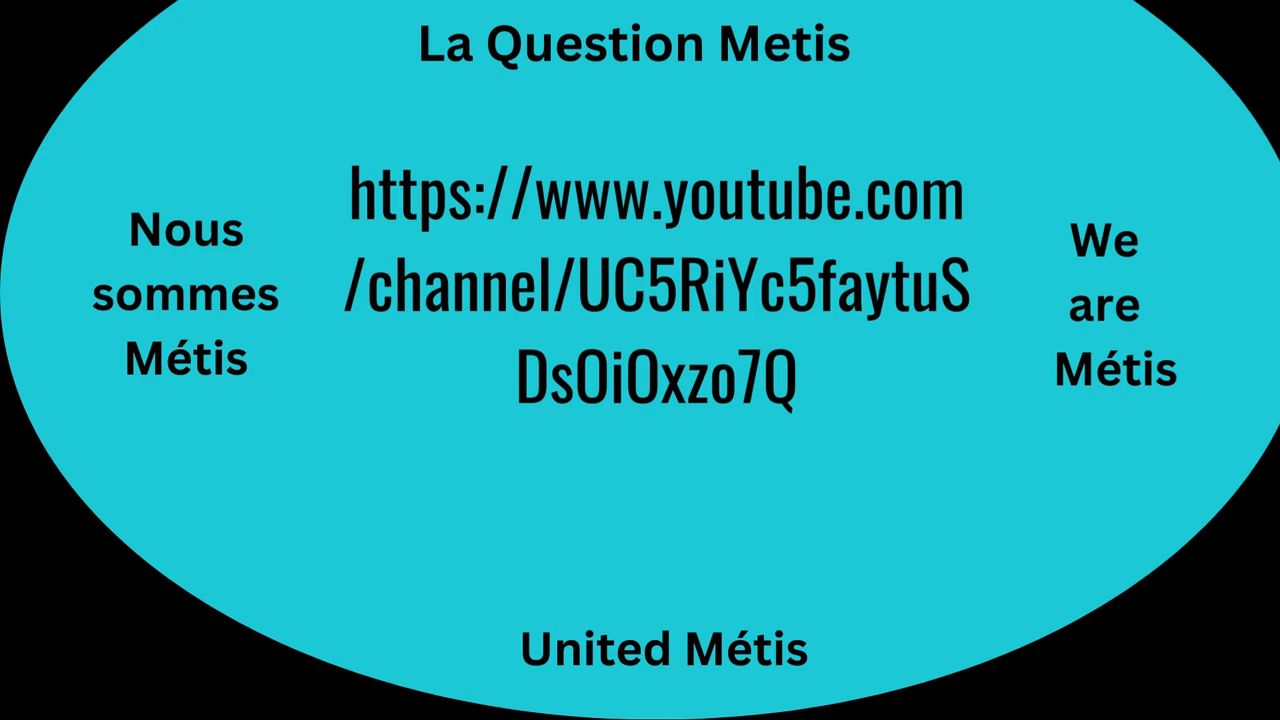 La Question Metis
Nous
sommes
Métis
https://www.youtube.com
/channel/UC5RiYc5faytuS
DsOiOxzo7Q
We
are
Métis
United Métis